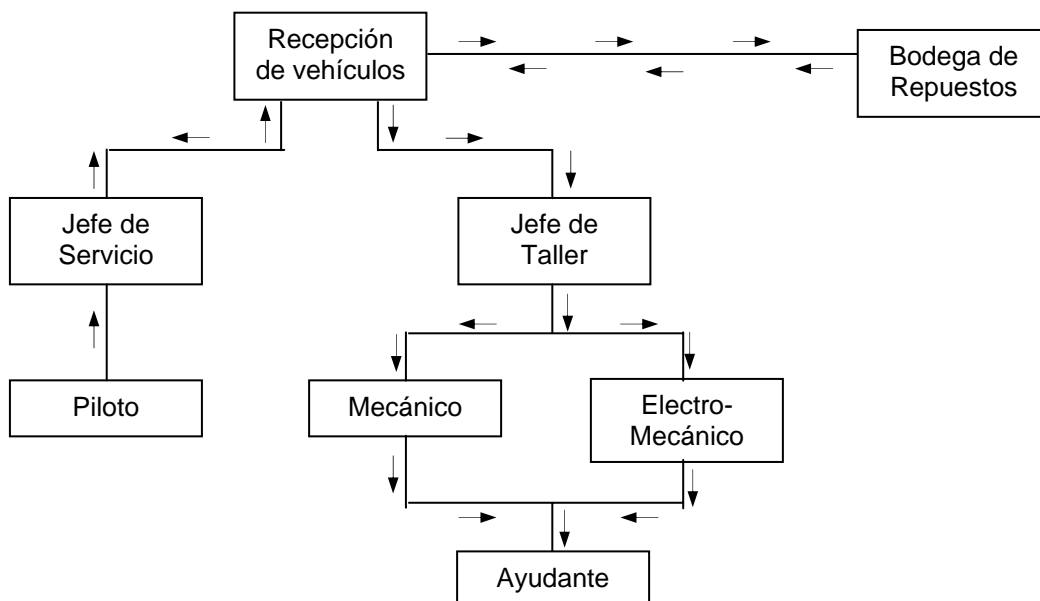 Recepción
de vehículos
Bodega de
Repuestos
Jefe de
Servicio
Jefe de
Taller
Piloto
Mecánico
Electro-
Mecánico
Ayudante